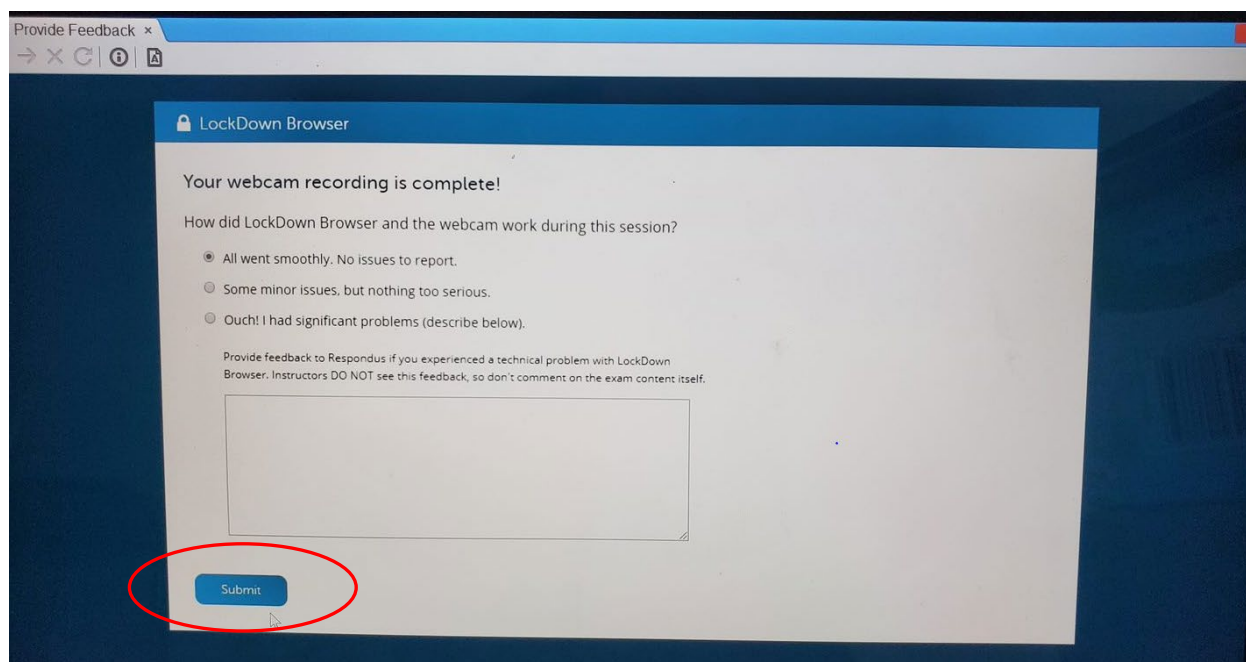 Provide Feedback ×
LockDown Browser
Your webcam recording is complete!
How did LockDown Browser and the webcam work during this session?
All went smoothly. No issues to report.
Some minor issues, but nothing too serious.
Ouch! I had significant problems (describe below).
Provide feedback to Respondus if you experienced a technical problem with LockDown
Browser. Instructors DO NOT see this feedback, so don't comment on the exam content itself.
Submit